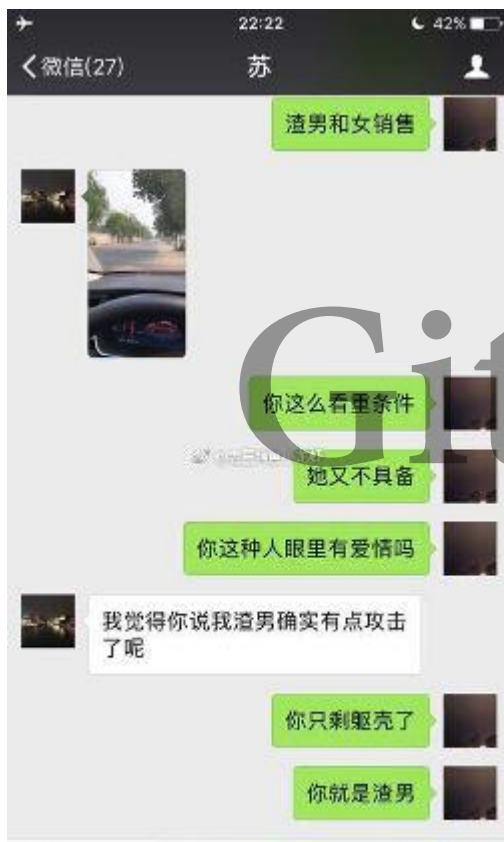 22:22
42%
微信(27)
苏
渣男和女销售
你这么看重条件
她又不具备
你这种人眼里有爱情吗
我觉得你说我渣男确实有点攻击
了呢
你只剩躯壳了
你就是渣男
Git